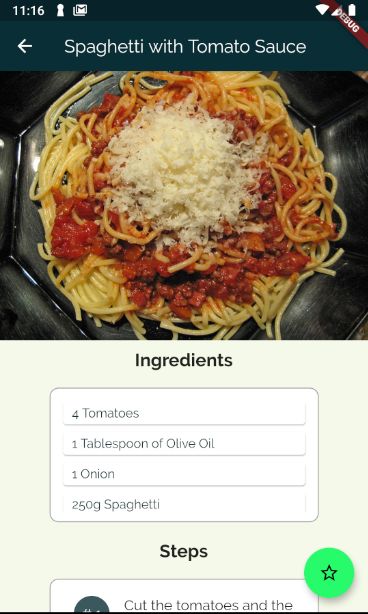 11:16
DEBUG
Spaghetti with Tomato Sauce
Ingredients
4 Tomatoes
1 Tablespoon of Olive Oil
1 Onion
250g Spaghetti
Steps
# 1
Cut the tomatoes and the